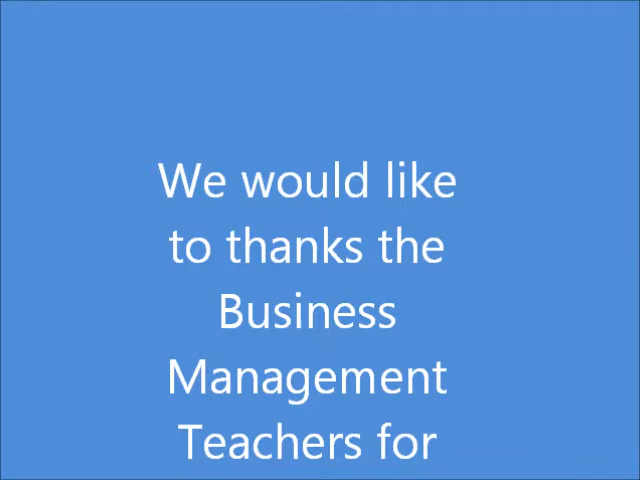 We would like
to thanks the
Business
Management
Teachers for